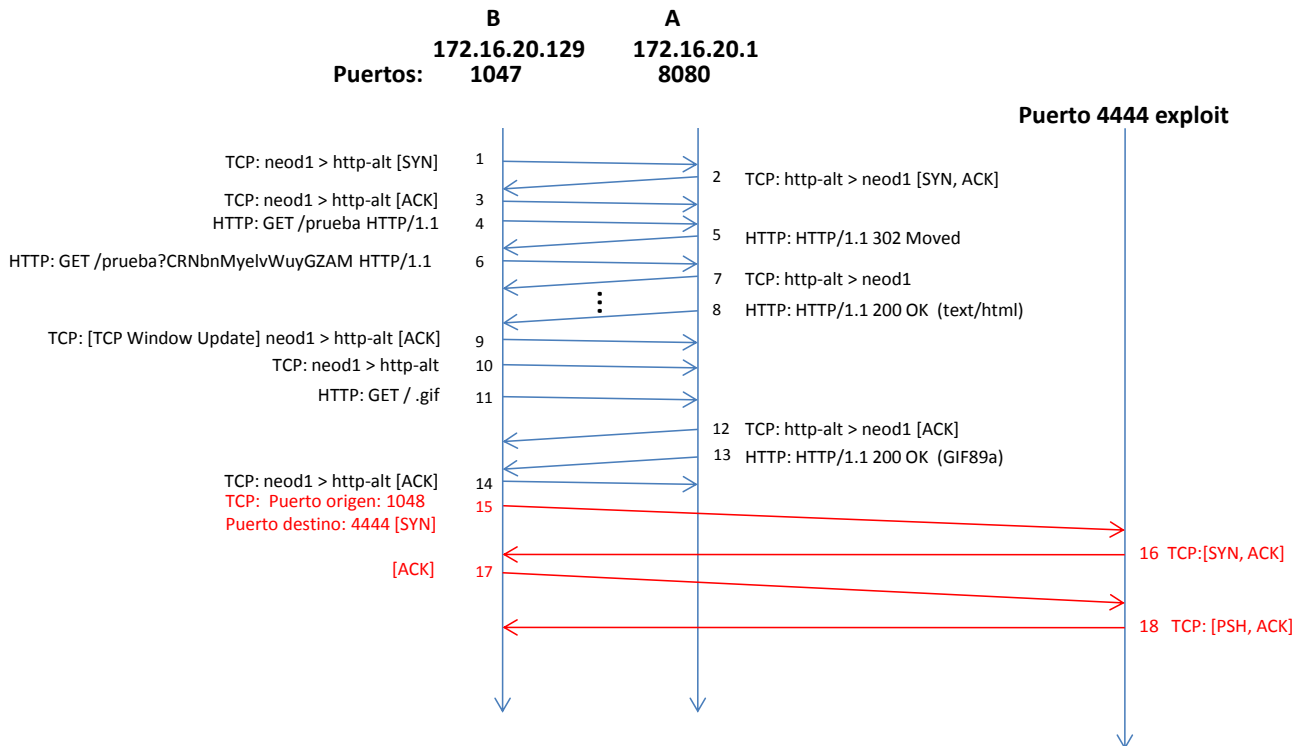 B A
172.16.20.129 172.16.20.1
Puertos: 1047 8080
Puerto 4444 exploit
TCP: neod1 > http-alt [SYN] 1
2 TCP: http-alt > neod1 [SYN, ACK]
TCP: neod1 > http-alt [ACK] 3
HTTP: GET /prueba HTTP/1.1 4
5 HTTP: HTTP/1.1 302 Moved
HTTP: GET /prueba?CRNbnMyelvWuyGZAM HTTP/1.1 6
7 TCP: http-alt > neod1
8 HTTP: HTTP/1.1 200 OK (text/html)
TCP: [TCP Window Update] neod1 > http-alt [ACK] 9
TCP: neod1 > http-alt 10
HTTP: GET / .gif 11
12 TCP: http-alt > neod1 [ACK]
13 HTTP: HTTP/1.1 200 OK (GIF89a)
TCP: neod1 > http-alt [ACK] 14
TCP: Puerto origen: 1048 15
Puerto destino: 4444 [SYN]
16 TCP:[SYN, ACK]
[ACK] 17
18 TCP: [PSH, ACK]